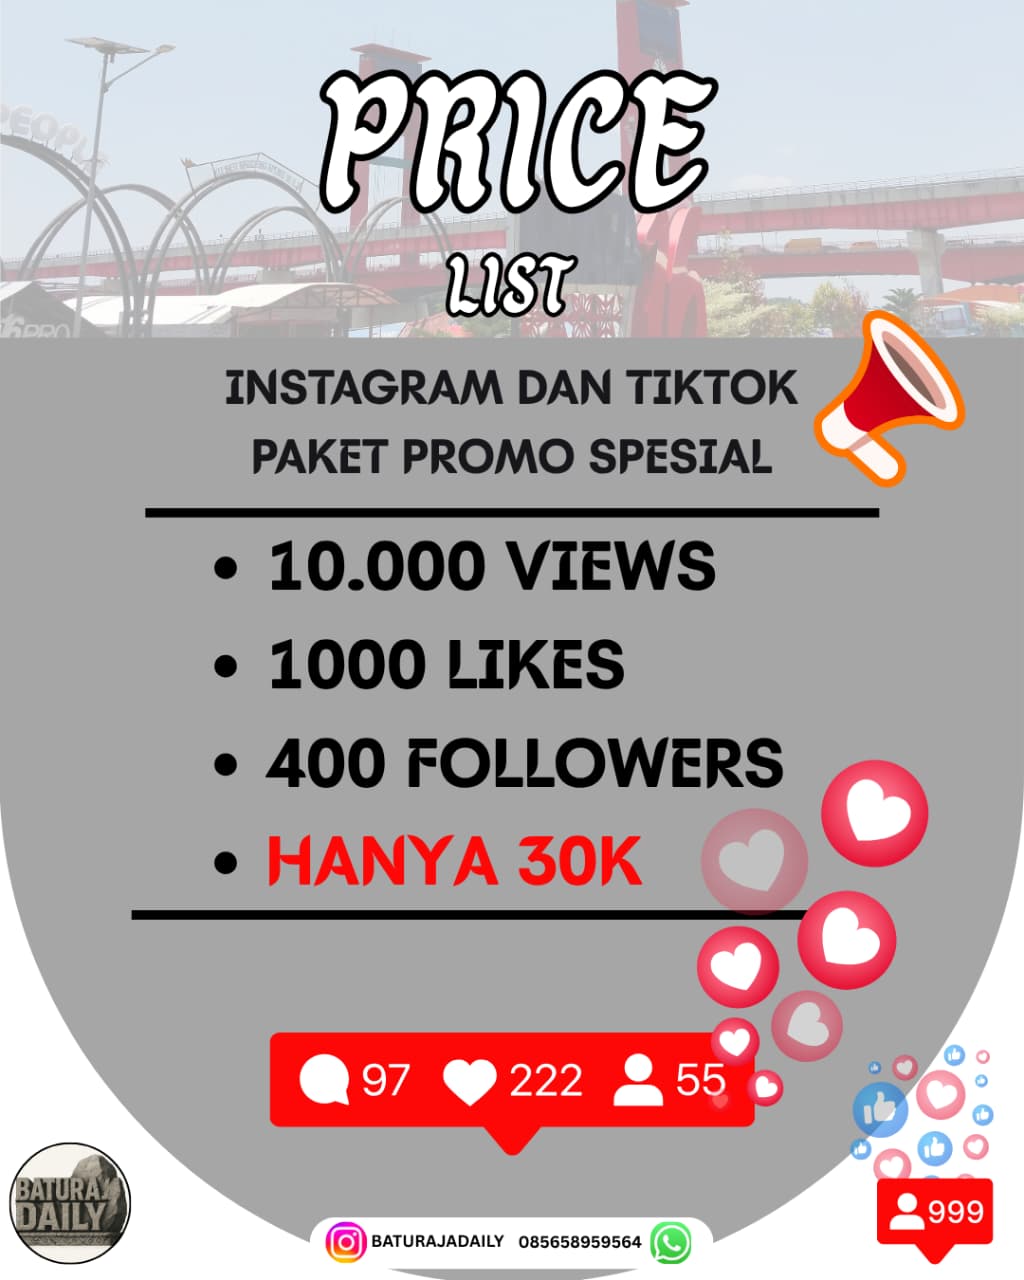 PRICE
LIST
INSTAGRAM DAN TIKTOK
PAKET PROMO SPESIAL
• 10.000 VIEWS
• 1000 LIKES
• 400 FOLLOWERS
• HANYA 30K
97 222 55
999
BATURAJA
DAILY
BATURAJADAILY 085658959564